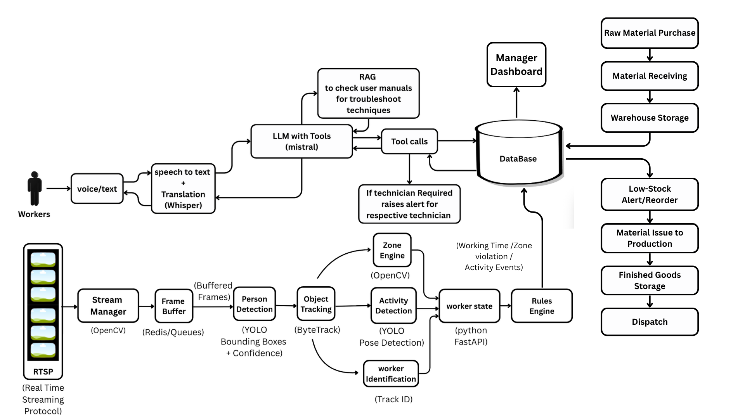 Raw Material Purchase
Material Receiving
Warehouse Storage
Manager
Dashboard
RAG
to check user manuals
for troubleshoot
techniques
LLM with Tools
(mistral)
Tool calls
DataBase
Workers
voice/text
speech to text
+
Translation
(Whisper)
If technician Required
raises alert for
respective technician
Low-Stock
Alert/Reorder
Material Issue to
Production
Finished Goods
Storage
Dispatch
RTSP
(Real Time
Streaming
Protocol)
Stream
Manager
(OpenCV)
Frame
Buffer
(Redis/Queues)
(Buffered
Frames)
Person
Detection
(YOLO
Bounding Boxes
+ Confidence)
Object
Tracking
(ByteTrack)
Zone
Engine
(OpenCV)
Activity
Detection
(YOLO
Pose Detection)
worker
Identification
(Track ID)
worker state
(python
FastAPI)
(Working Time /Zone
violation /
Activity Events)
Rules
Engine